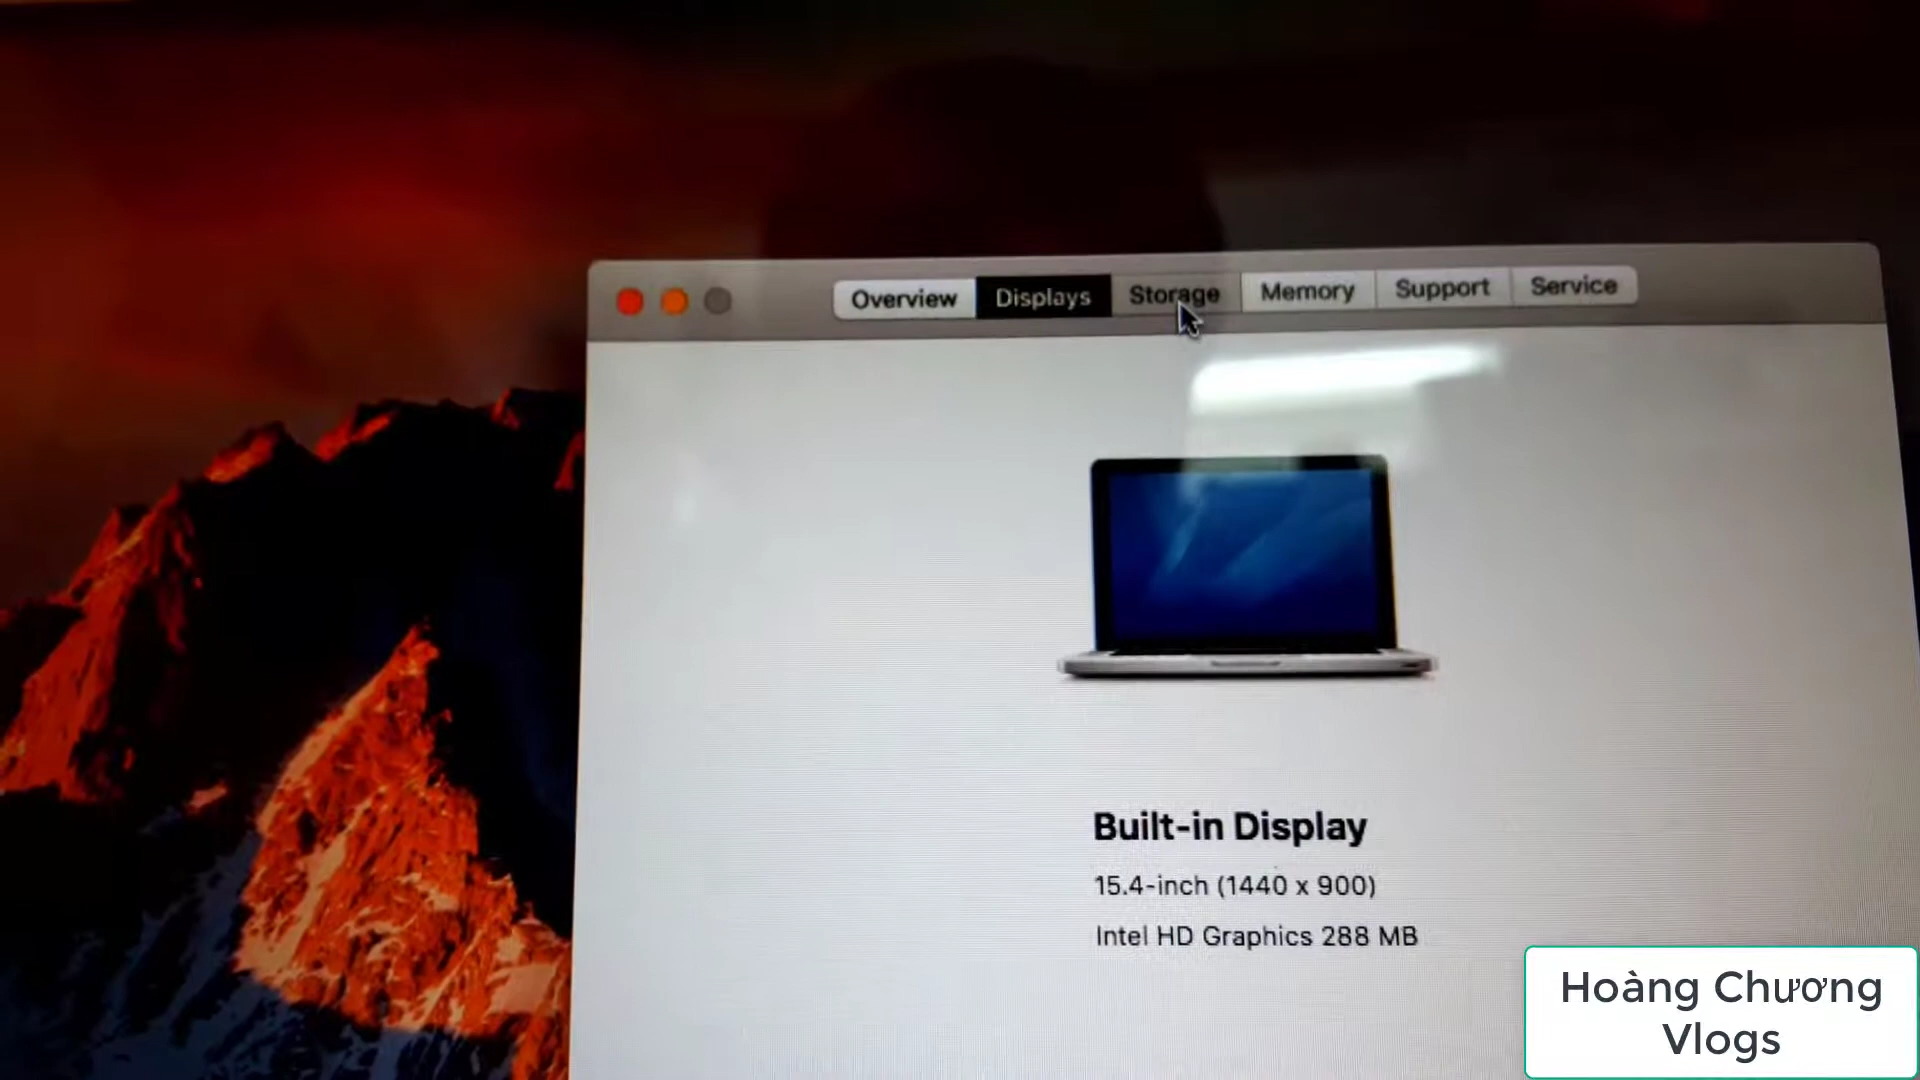 Overview Displays Storage Memory Support Service
Built-in Display
15.4-inch (1440 x 900)
Intel HD Graphics 288 MB
Hoàng Chương
Vlogs